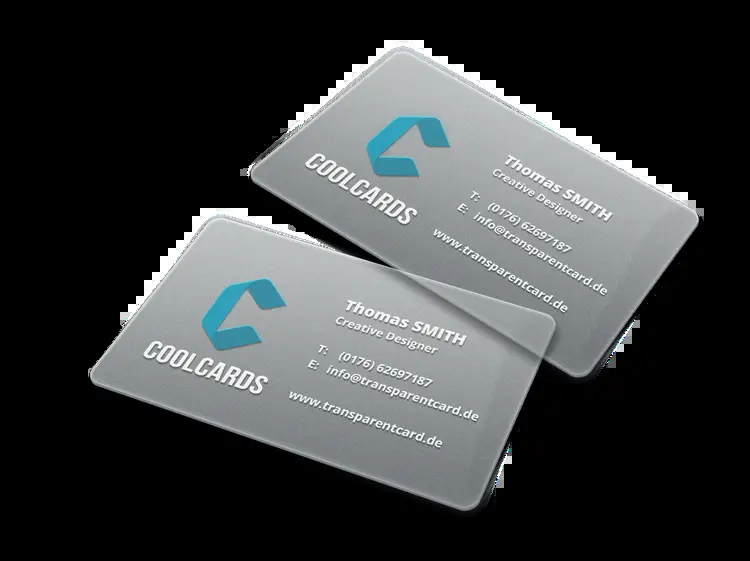 COOLCARDS
Thomas SMITH
Creative Designer
T: (0176) 62697187
E: info@transparentcard.de
www.transparentcard.de
COOLCARDS
Thomas SMITH
Creative Designer
T: (0176) 62697187
E: info@transparentcard.de
www.transparentcard.de